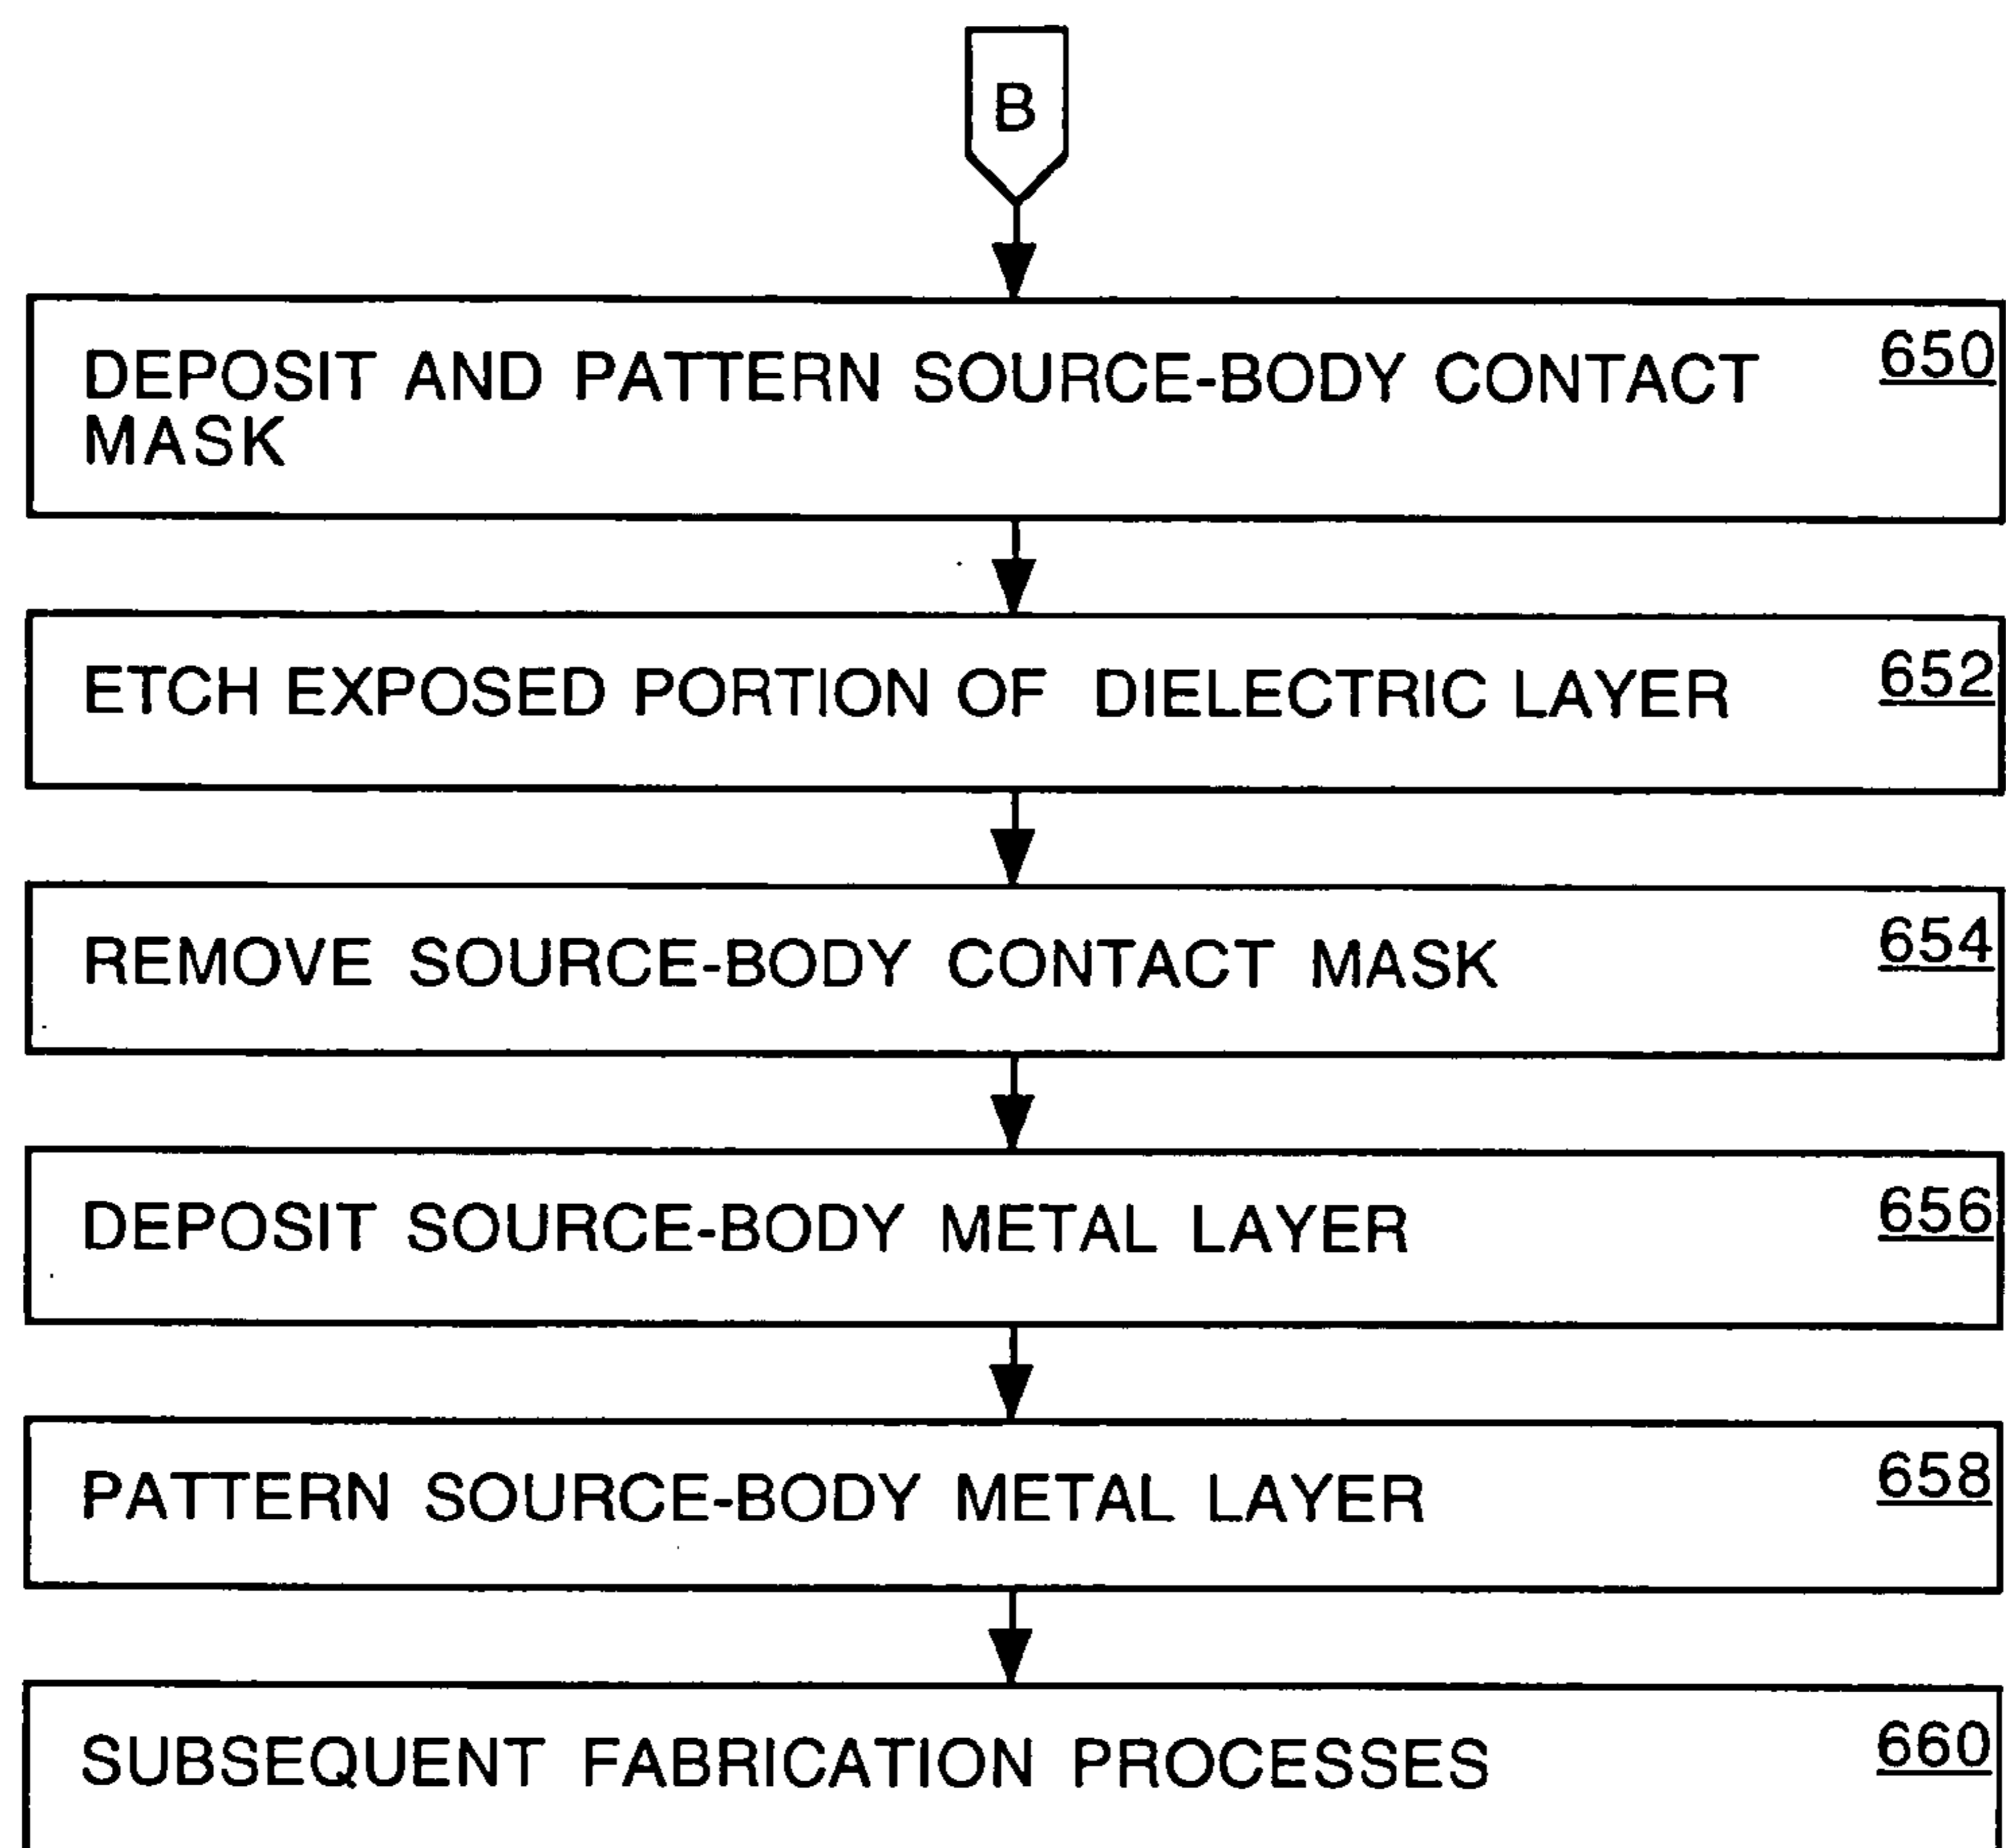 B
DEPOSIT AND PATTERN SOURCE-BODY CONTACT 650
MASK
ETCH EXPOSED PORTION OF DIELECTRIC LAYER 652
REMOVE SOURCE-BODY CONTACT MASK 654
DEPOSIT SOURCE-BODY METAL LAYER 656
PATTERN SOURCE-BODY METAL LAYER 658
SUBSEQUENT FABRICATION PROCESSES 660